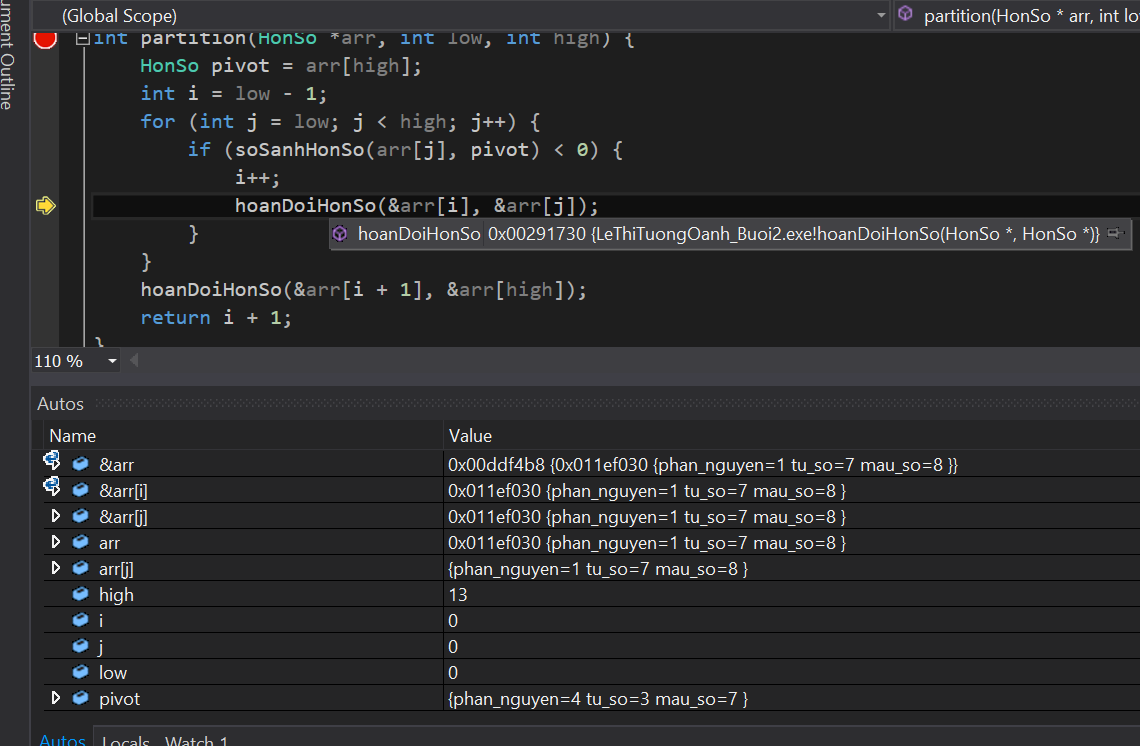 (Global Scope) partition(HonSo * arr, int lo
ument Outline
int partition(HonSo *arr, int low, int high) {
HonSo pivot = arr[high];
int i = low - 1;
for (int j = low; j < high; j++) {
if (soSanhHonSo(arr[j], pivot) < 0) {
i++;
hoanDoiHonSo(&arr[i], &arr[j]);
}
hoanDoiHonSo 0x00291730 {LeThiTuongOanh_Buoi2.exe!hoanDoiHonSo(HonSo *, HonSo *)}
}
hoanDoiHonSo(&arr[i + 1], &arr[high]);
return i + 1;
}
110 %
Autos
Name Value
&arr 0x00ddf4b8 {0x011ef030 {phan_nguyen=1 tu_so=7 mau_so=8 }}
&arr[i] 0x011ef030 {phan_nguyen=1 tu_so=7 mau_so=8 }
&arr[j] 0x011ef030 {phan_nguyen=1 tu_so=7 mau_so=8 }
arr 0x011ef030 {phan_nguyen=1 tu_so=7 mau_so=8 }
arr[j] {phan_nguyen=1 tu_so=7 mau_so=8 }
high 13
i 0
j 0
low 0
pivot {phan_nguyen=4 tu_so=3 mau_so=7 }
Autos Locals Watch 1